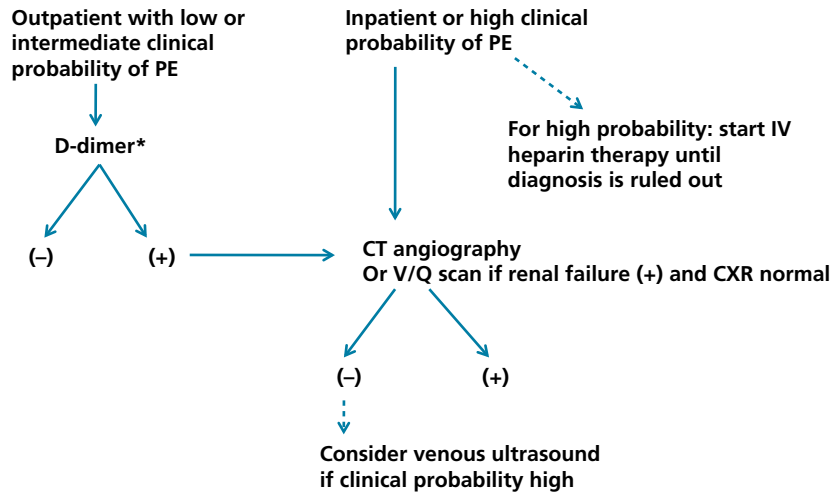 Outpatient with low or
intermediate clinical
probability of PE
Inpatient or high clinical
probability of PE
For high probability: start IV
heparin therapy until
diagnosis is ruled out
D-dimer*
(–)
(+)
CT angiography
Or V/Q scan if renal failure (+) and CXR normal
(–)
(+)
Consider venous ultrasound
if clinical probability high